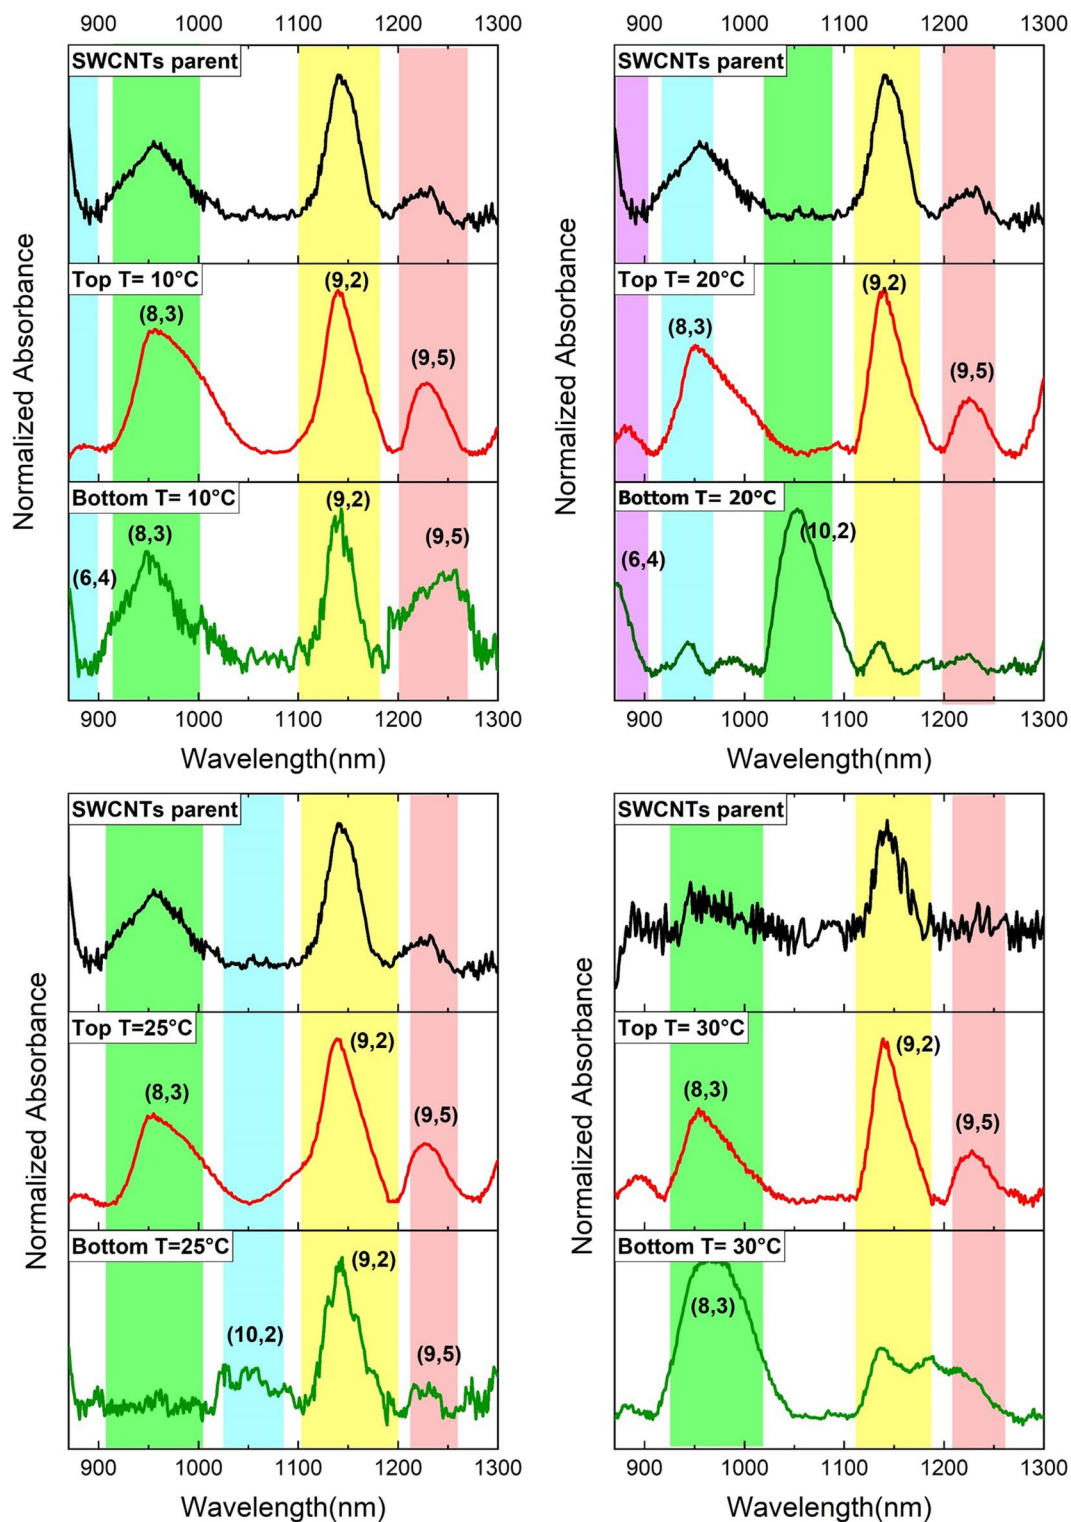 900 1000 1100 1200 1300
SWCNTs parent
Top T= 10°C
(8,3)
(9,2)
(9,5)
Bottom T= 10°C
(6,4)
(8,3)
(9,2)
(9,5)
900 1000 1100 1200 1300
Wavelength(nm)
Normalized Absorbance
900 1000 1100 1200 1300
SWCNTs parent
Top T= 20°C
(8,3)
(9,2)
(9,5)
Bottom T= 20°C
(6,4)
(10,2)
900 1000 1100 1200 1300
Wavelength(nm)
Normalized Absorbance
SWCNTs parent
Top T=25°C
(8,3)
(9,2)
(9,5)
Bottom T=25°C
(10,2)
(9,2)
(9,5)
900 1000 1100 1200 1300
Wavelength(nm)
Normalized Absorbance
SWCNTs parent
Top T= 30°C
(8,3)
(9,2)
(9,5)
Bottom T= 30°C
(8,3)
900 1000 1100 1200 1300
Wavelength(nm)
Normalized Absorbance